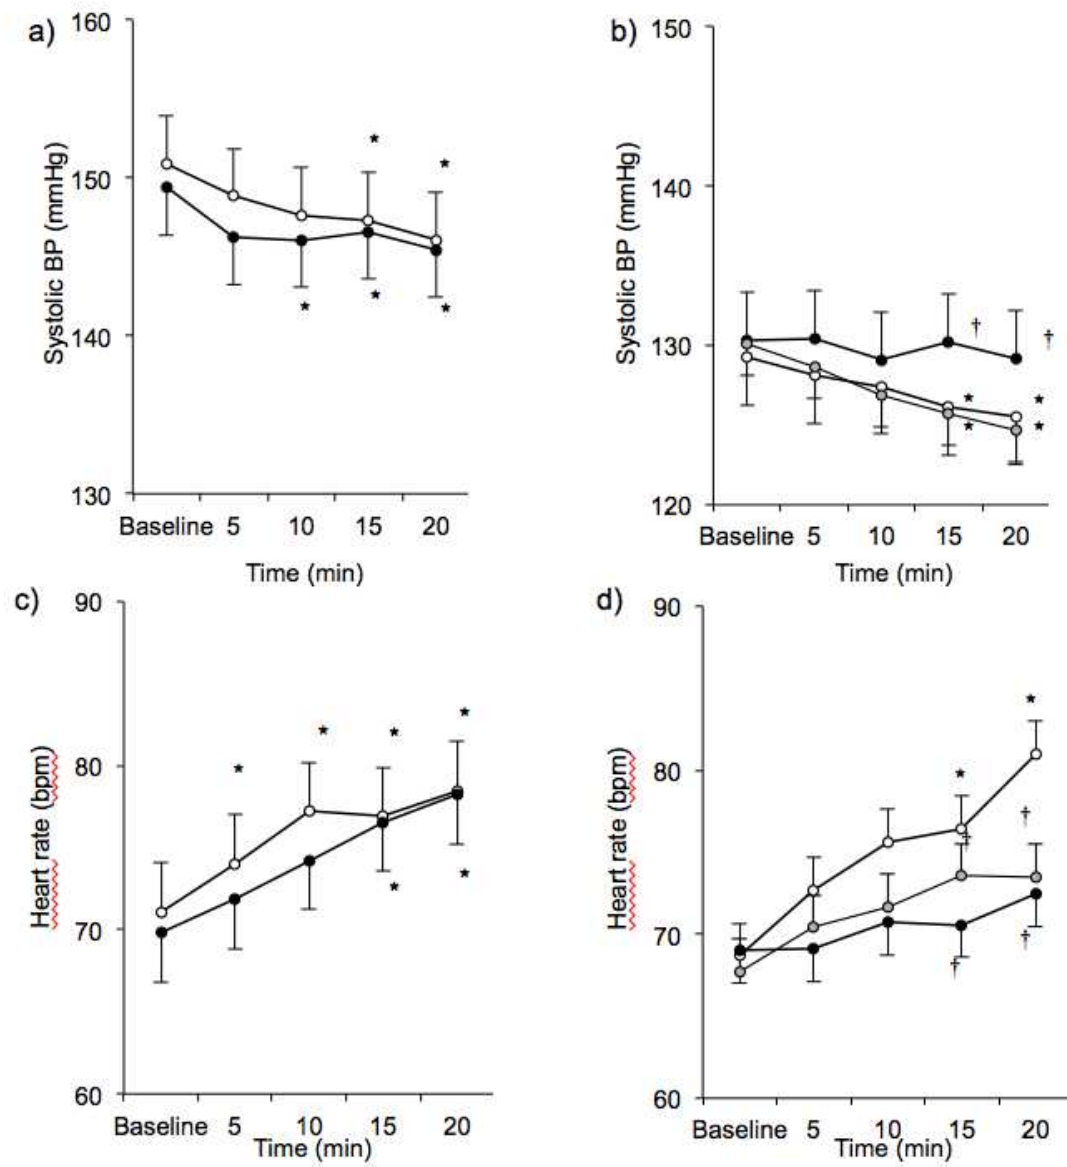 a)
Systolic BP (mmHg)
160
150
140
130
★
★
★
★
★
Baseline 5 10 15 20
Time (min)
b)
Systolic BP (mmHg)
150
140
130
120
†
†
★
★
★
★
Baseline 5 10 15 20
Time (min)
c)
Heart rate (bpm)
90
80
70
60
★
★
★
★
★
★
Baseline 5 10 15 20
Time (min)
d)
Heart rate (bpm)
90
80
70
60
★
★
†
†
†
†
Baseline 5 10 15 20
Time (min)